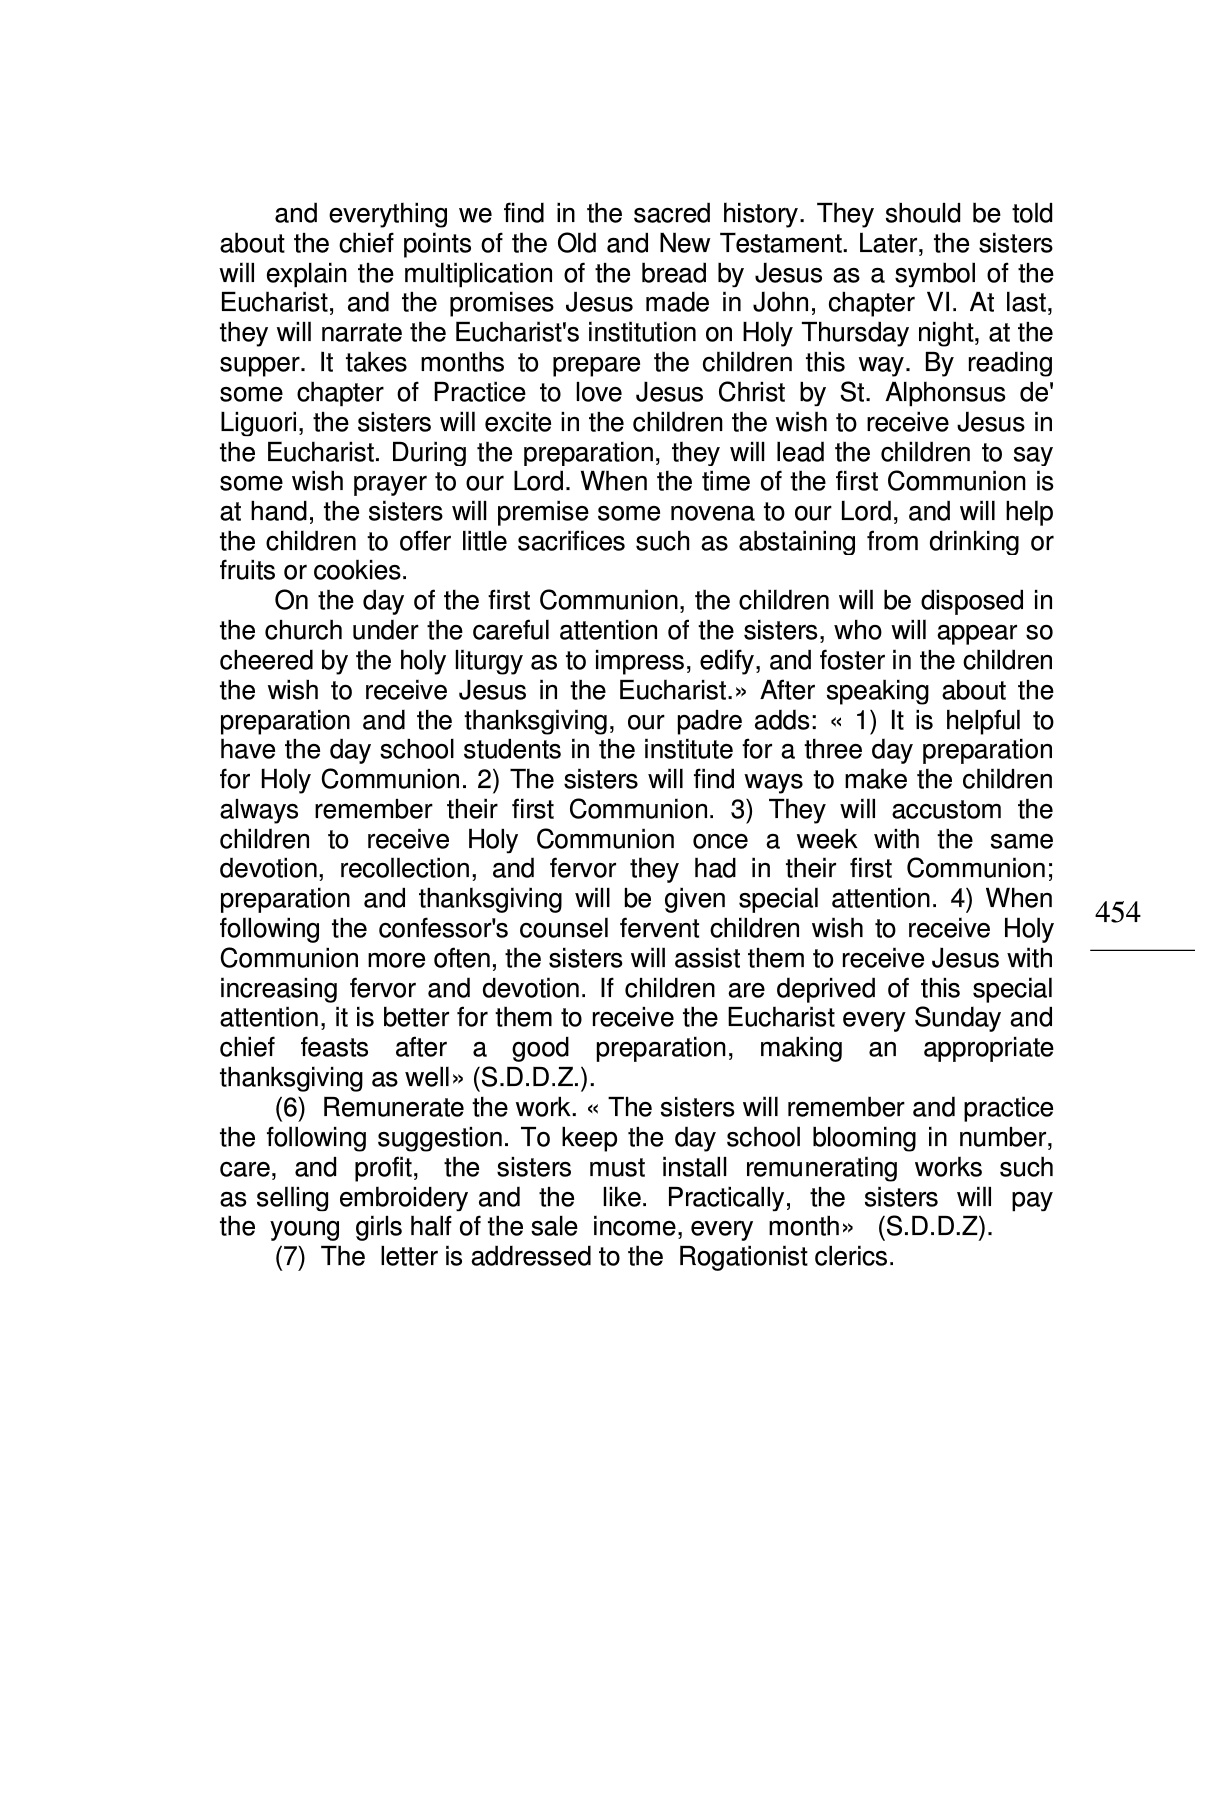 and everything we find in the sacred history. They should be told
about the chief points of the Old and New Testament. Later, the sisters
will explain the multiplication of the bread by Jesus as a symbol of the
Eucharist, and the promises Jesus made in John, chapter VI. At last,
they will narrate the Eucharist's institution on Holy Thursday night, at the
supper. It takes months to prepare the children this way. By reading
some chapter of Practice to love Jesus Christ by St. Alphonsus de'
Liguori, the sisters will excite in the children the wish to receive Jesus in
the Eucharist. During the preparation, they will lead the children to say
some wish prayer to our Lord. When the time of the first Communion is
at hand, the sisters will premise some novena to our Lord, and will help
the children to offer little sacrifices such as abstaining from drinking or
fruits or cookies.
On the day of the first Communion, the children will be disposed in
the church under the careful attention of the sisters, who will appear so
cheered by the holy liturgy as to impress, edify, and foster in the children
the wish to receive Jesus in the Eucharist.» After speaking about the
preparation and the thanksgiving, our padre adds: « 1) It is helpful to
have the day school students in the institute for a three day preparation
for Holy Communion. 2) The sisters will find ways to make the children
always remember their first Communion. 3) They will accustom the
children to receive Holy Communion once a week with the same
devotion, recollection, and fervor they had in their first Communion;
preparation and thanksgiving will be given special attention. 4) When
following the confessor's counsel fervent children wish to receive Holy
Communion more often, the sisters will assist them to receive Jesus with
increasing fervor and devotion. If children are deprived of this special
attention, it is better for them to receive the Eucharist every Sunday and
chief feasts after a good preparation, making an appropriate
thanksgiving as well» (S.D.D.Z.).
(6) Remunerate the work. « The sisters will remember and practice
the following suggestion. To keep the day school blooming in number,
care, and profit, the sisters must install remunerating works such
as selling embroidery and the like. Practically, the sisters will pay
the young girls half of the sale income, every month» (S.D.D.Z).
(7) The letter is addressed to the Rogationist clerics.
454